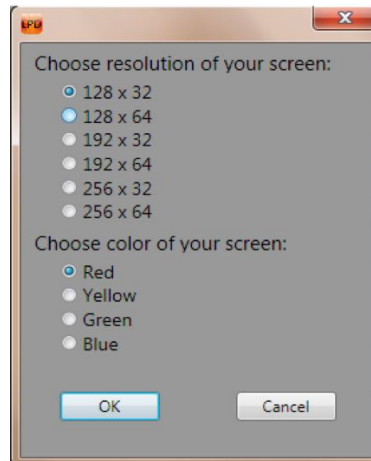 LPD
Choose resolution of your screen:
128 x 32
128 x 64
192 x 32
192 x 64
256 x 32
256 x 64
Choose color of your screen:
Red
Yellow
Green
Blue
OK
Cancel